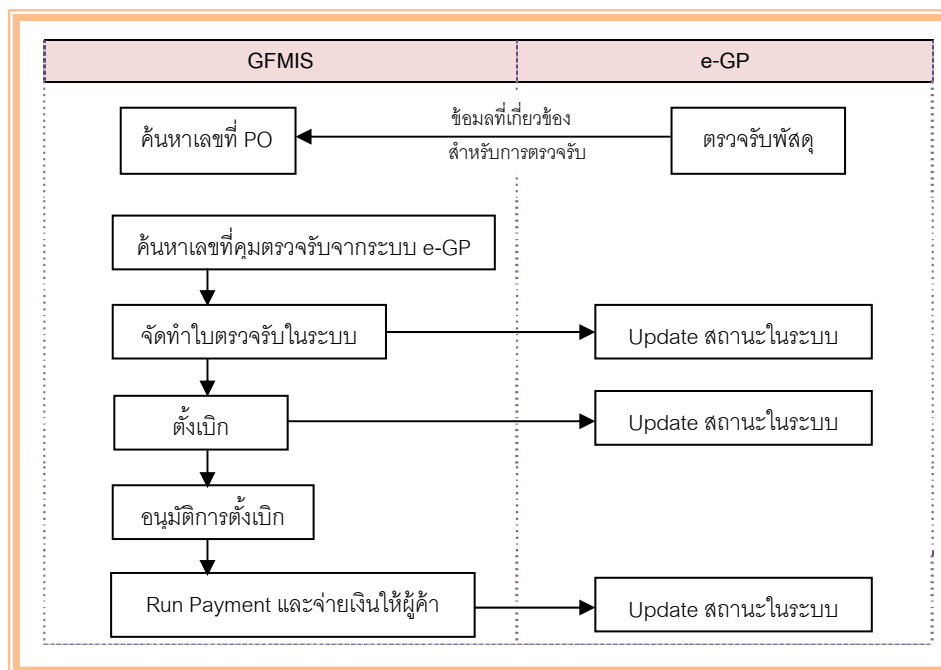 GFMIS
e-GP
ค้นหาเลขที่ PO
ข้อมูลที่เกี่ยวข้อง
สำหรับการตรวจรับ
ตรวจรับพัสดุ
ค้นหาเลขที่คุมตรวจรับจากระบบ e-GP
จัดทำใบตรวจรับในระบบ
Update สถานะในระบบ
ตั้งเบิก
Update สถานะในระบบ
อนุมัติการตั้งเบิก
Run Payment และจ่ายเงินให้ผู้ค้า
Update สถานะในระบบ